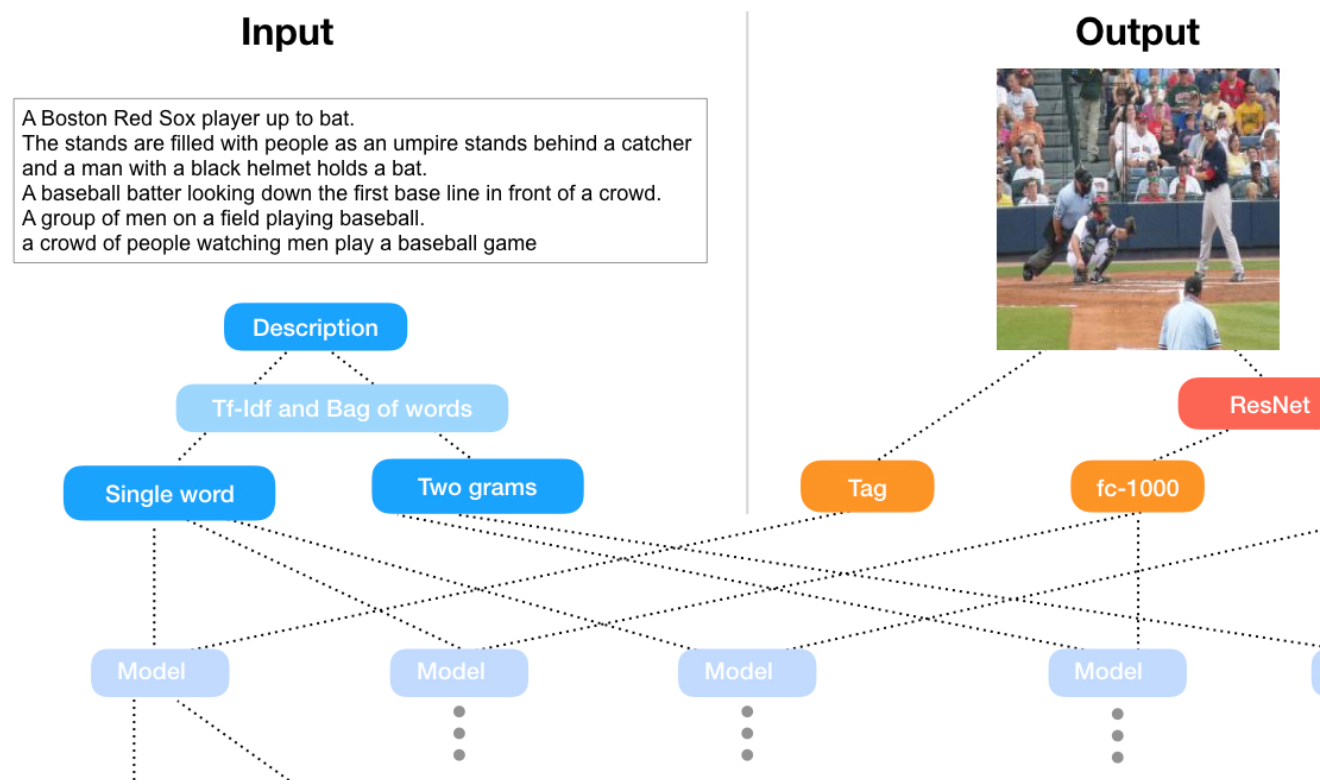 Input
Output
A Boston Red Sox player up to bat.
The stands are filled with people as an umpire stands behind a catcher
and a man with a black helmet holds a bat.
A baseball batter looking down the first base line in front of a crowd.
A group of men on a field playing baseball.
a crowd of people watching men play a baseball game
Description
Tf-Idf and Bag of words
ResNet
Single word
Two grams
Tag
fc-1000
Model
Model
Model
Model